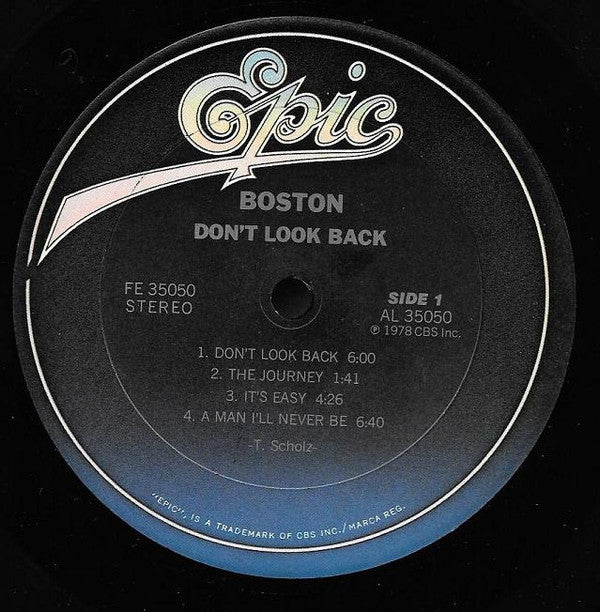 Epic
BOSTON
DON'T LOOK BACK
FE 35050
STEREO
SIDE 1
AL 35050
℗ 1978 CBS Inc.
1. DON'T LOOK BACK 6:00
2. THE JOURNEY 1:41
3. IT'S EASY 4:26
4. A MAN I'LL NEVER BE 6:40
-T. Scholz-
"EPIC", IS A TRADEMARK OF CBS INC./MARCA REG.